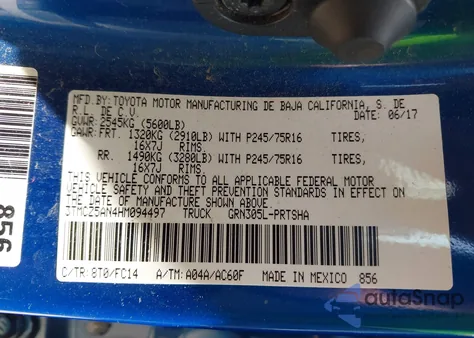 MFD.BY: TOYOTA MOTOR MANUFACTURING DE BAJA CALIFORNIA, S. DE
R.L. DE C.V. DATE: 06/17
GVWR: 2545KG (5600LB)
GAWR: FRT. 1320KG (2910LB) WITH P245/75R16 TIRES,
16X7J RIMS,
RR. 1490KG (3280LB) WITH P245/75R16 TIRES,
16X7J RIMS.
THIS VEHICLE CONFORMS TO ALL APPLICABLE FEDERAL MOTOR
VEHICLE SAFETY AND THEFT PREVENTION STANDARDS IN EFFECT ON
THE DATE OF MANUFACTURE SHOWN ABOVE.
3TMCZ5AN4HM094497 TRUCK GRN305L-PRTSHA
C/TR: 8T0/FC14 A/TM: A04A/AC60F MADE IN MEXICO 856
856
autoSnap